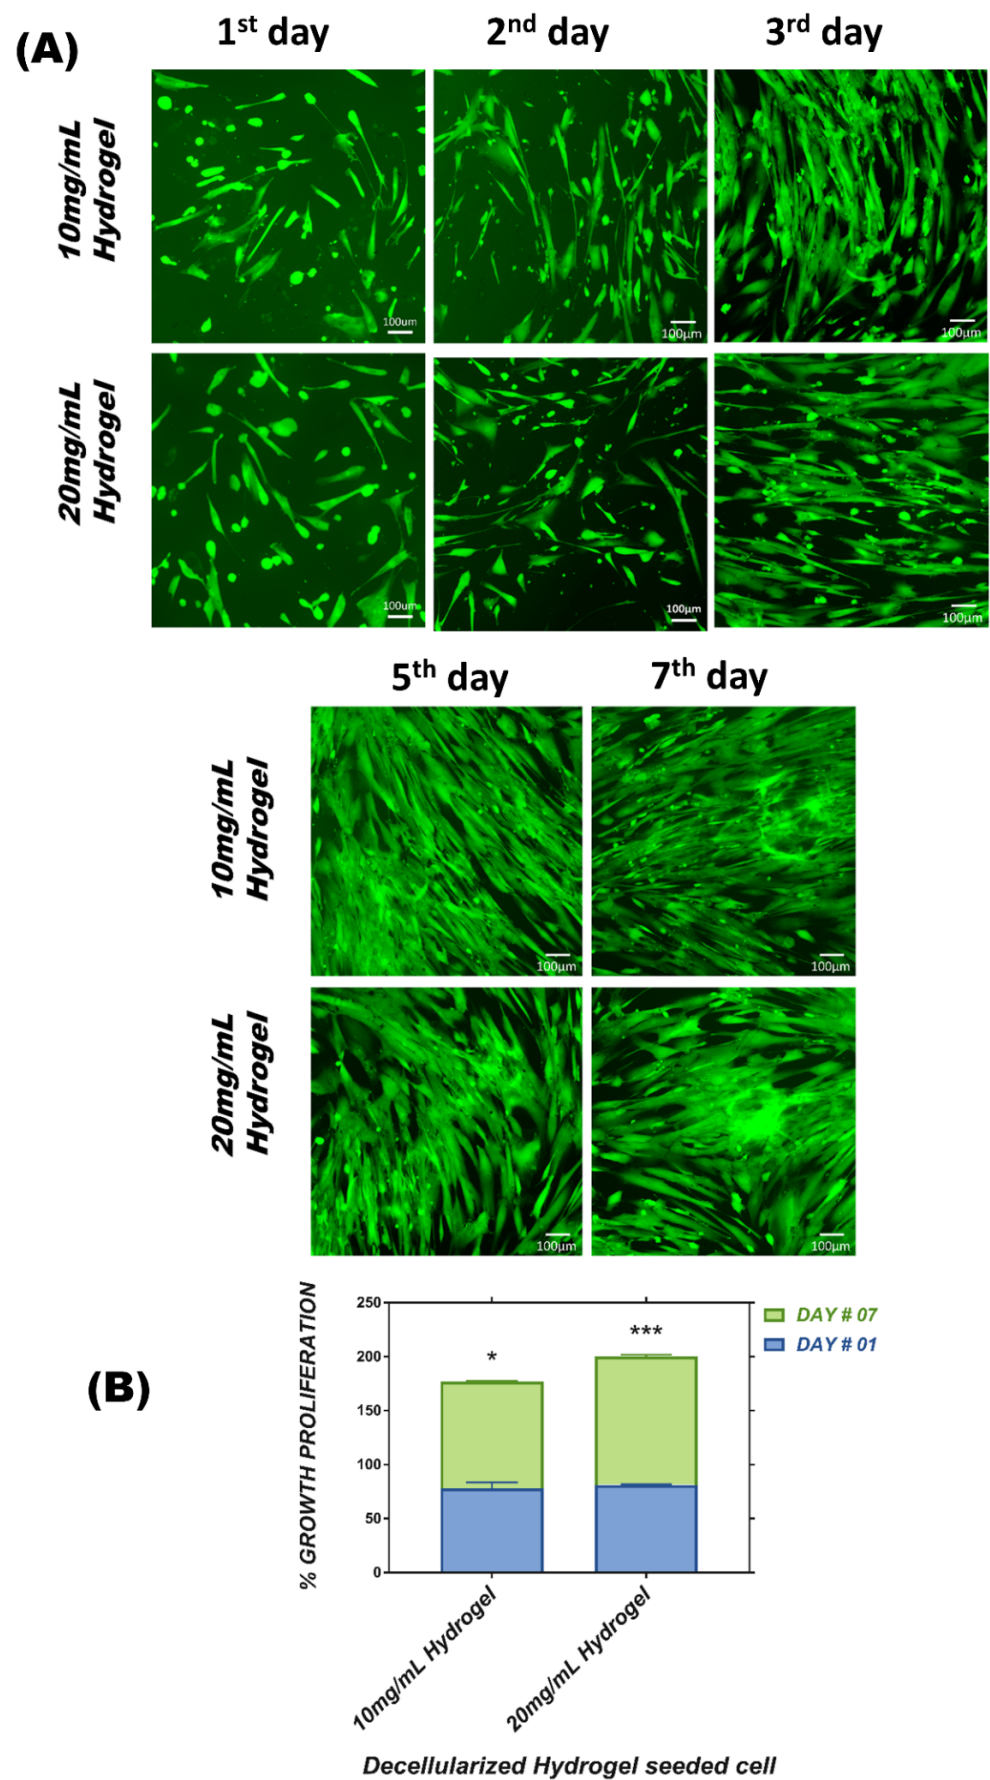 (A)
1st day
2nd day
3rd day
10mg/mL
Hydrogel
100um
100μm
100μm
20mg/mL
Hydrogel
100um
100μm
100μm
5th day
7th day
10mg/mL
Hydrogel
100μm
100μm
20mg/mL
Hydrogel
100μm
100μm
(B)
% GROWTH PROLIFERATION
250
200
150
100
50
0
*
***
DAY # 07
DAY # 01
10mg/mL Hydrogel
20mg/mL Hydrogel
Decellularized Hydrogel seeded cell